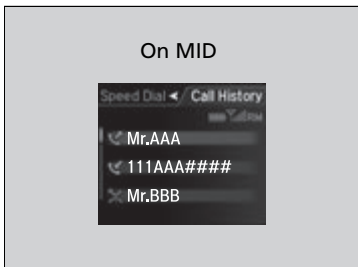 On MID
Speed Dial Call History
Mr.AAA
111AAA####
Mr.BBB